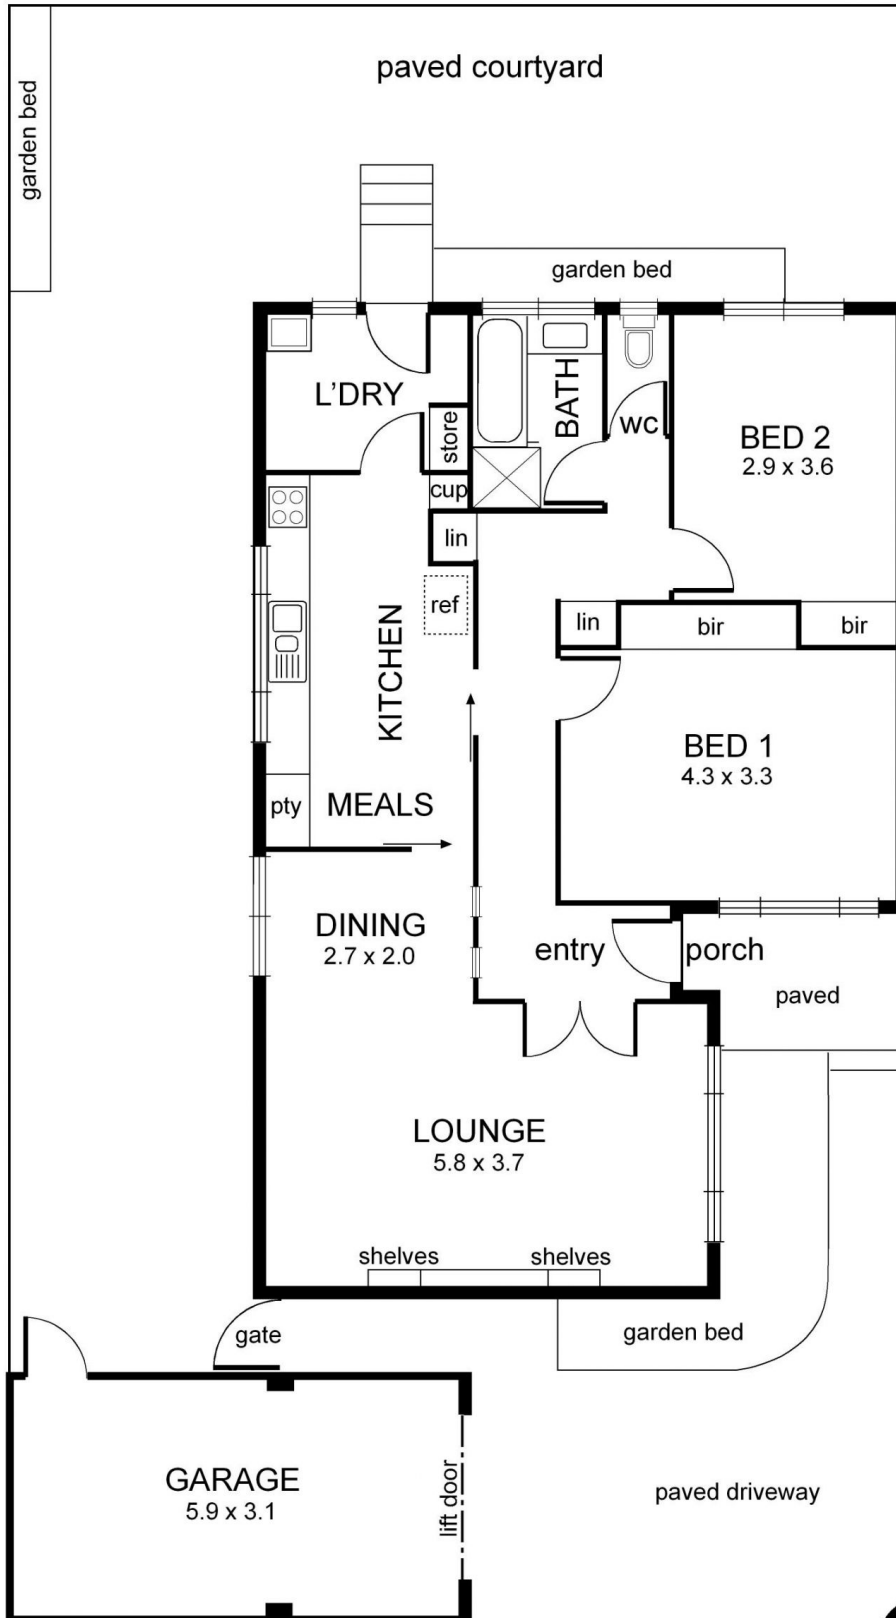 paved courtyard
garden bed
garden bed
L'DRY
store
BATH
wc
BED 2
2.9 x 3.6
cup
lin
ref
KITCHEN
lin
bir
bir
BED 1
4.3 x 3.3
pty
MEALS
DINING
2.7 x 2.0
entry
porch
paved
LOUNGE
5.8 x 3.7
shelves
shelves
gate
garden bed
GARAGE
5.9 x 3.1
lift door
paved driveway